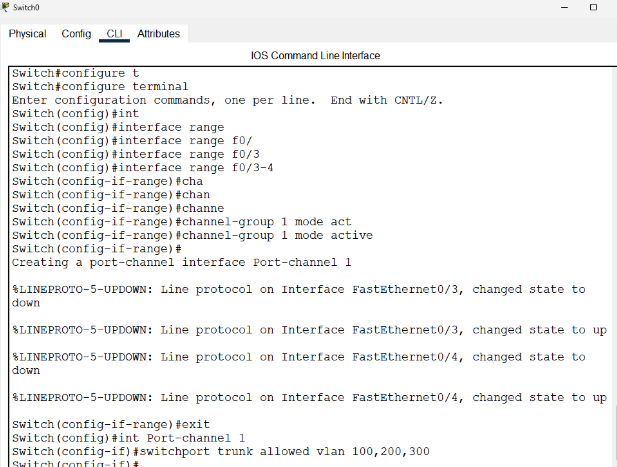 Switch0
Physical Config CLI Attributes
IOS Command Line Interface
Switch#configure t
Switch#configure terminal
Enter configuration commands, one per line. End with CNTL/Z.
Switch(config)#int
Switch(config)#interface range
Switch(config)#interface range f0/
Switch(config)#interface range f0/3
Switch(config)#interface range f0/3-4
Switch(config-if-range)#cha
Switch(config-if-range)#chan
Switch(config-if-range)#channe
Switch(config-if-range)#channel-group 1 mode act
Switch(config-if-range)#channel-group 1 mode active
Switch(config-if-range)#
Creating a port-channel interface Port-channel 1
%LINEPROTO-5-UPDOWN: Line protocol on Interface FastEthernet0/3, changed state to
down
%LINEPROTO-5-UPDOWN: Line protocol on Interface FastEthernet0/3, changed state to up
%LINEPROTO-5-UPDOWN: Line protocol on Interface FastEthernet0/4, changed state to
down
%LINEPROTO-5-UPDOWN: Line protocol on Interface FastEthernet0/4, changed state to up
Switch(config-if-range)#exit
Switch(config)#int Port-channel 1
Switch(config-if)#switchport trunk allowed vlan 100,200,300
Switch(config-if)#